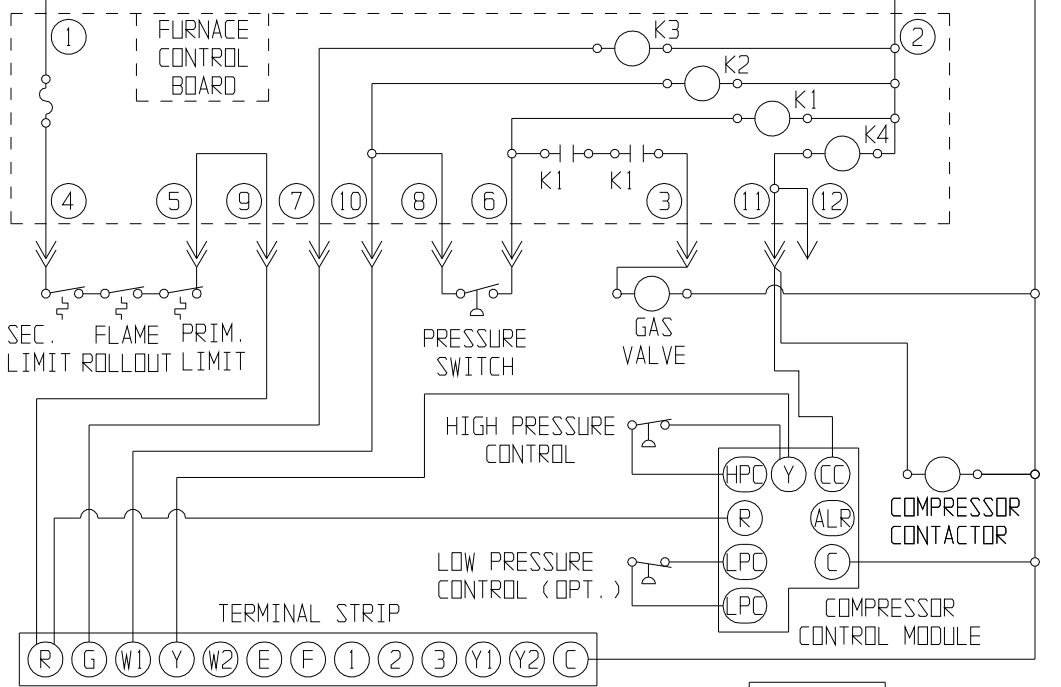 1
FURNACE
CONTROL
BOARD
K3
2
K2
K1
K4
K1 K1
4 5 9 7 10 8 6 3 11 12
SEC.
LIMIT
FLAME
ROLLOUT
PRIM.
LIMIT
PRESSURE
SWITCH
GAS
VALVE
HIGH PRESSURE
CONTROL
HPC Y CC
COMPRESSOR
CONTACTOR
R ALR
LOW PRESSURE
CONTROL (OPT.)
LPC C
LPC
COMPRESSOR
CONTROL MODULE
TERMINAL STRIP
R G W1 Y W2 E F 1 2 3 Y1 Y2 C